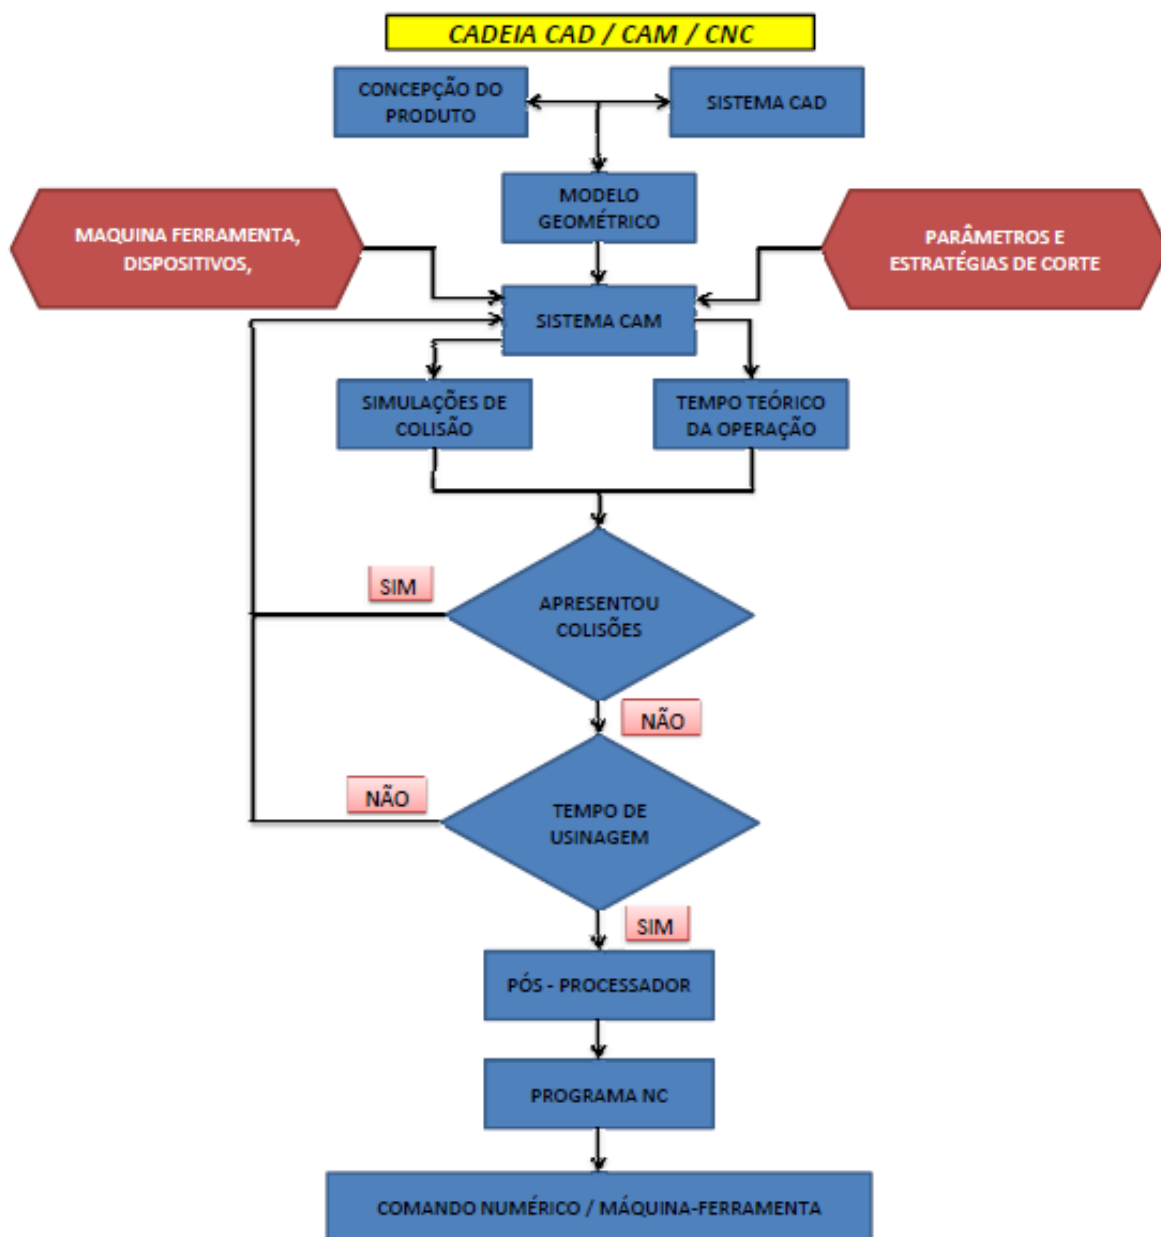 CADEIA CAD / CAM / CNC
CONCEPÇÃO DO
PRODUTO
SISTEMA CAD
MODELO
GEOMÉTRICO
MAQUINA FERRAMENTA,
DISPOSITIVOS,
PARÂMETROS E
ESTRATÉGIAS DE CORTE
SISTEMA CAM
SIMULAÇÕES DE
COLISÃO
TEMPO TEÓRICO
DA OPERAÇÃO
SIM
APRESENTOU
COLISÕES
NÃO
NÃO
TEMPO DE
USINAGEM
SIM
PÓS - PROCESSADOR
PROGRAMA NC
COMANDO NUMÉRICO / MÁQUINA-FERRAMENTA